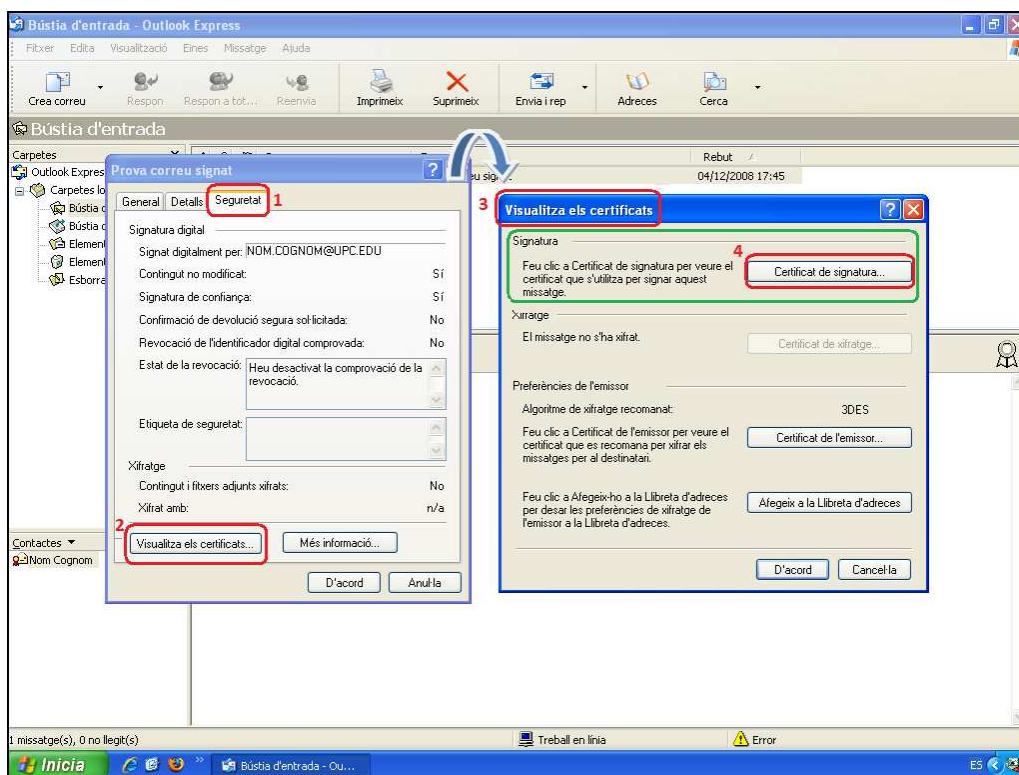 Bústia d'entrada - Outlook Express
Fitxer Edita Visualització Eines Missatge Ajuda
Crea correu Respon Respon a tot... Reenvia Imprimeix Suprimeix Envia i rep Adreces Cerca
Bústia d'entrada
Carpetes
Rebut
Outlook Expres
04/12/2008 17:45
Carpetes lo
Bústia
Bústia
Element
Element
Esborra
Prova correu signat
General Detalls Seguretat 1
Signatura digital
Signat digitalment per: NOM.COGNOM@UPC.EDU
Contingut no modificat: Sí
Signatura de confiança: Sí
Confirmació de devolució segura sol·licitada: No
Revocació de l'identificador digital comprovada: No
Estat de la revocació: Heu desactivat la comprovació de la
revocació.
Etiqueta de seguretat:
Xifratge
Contingut i fitxers adjunts xifrats: No
Xifrat amb: n/a
2
Visualitza els certificats... Més informació...
D'acord Anul·la
3 Visualitza els certificats
Signatura
4
Feu clic a Certificat de signatura per veure el
certificat que s'utilitza per signar aquest
missatge.
Certificat de signatura...
Xifratge
El missatge no s'ha xifrat.
Certificat de xifratge...
Preferències de l'emissor
Algoritme de xifratge recomanat: 3DES
Feu clic a Certificat de l'emissor per veure el
certificat que es recomana per xifrar els
missatges per al destinatari.
Certificat de l'emissor...
Feu clic a Afegeix-ho a la Llibreta d'adreces
per desar les preferències de xifratge de
l'emissor a la Llibreta d'adreces.
Afegeix a la Llibreta d'adreces
D'acord Cancel·la
Contactes
Nom Cognom
1 missatge(s), 0 no llegit(s) Treball en línia Error
Inicia Bústia d'entrada - Ou... ES